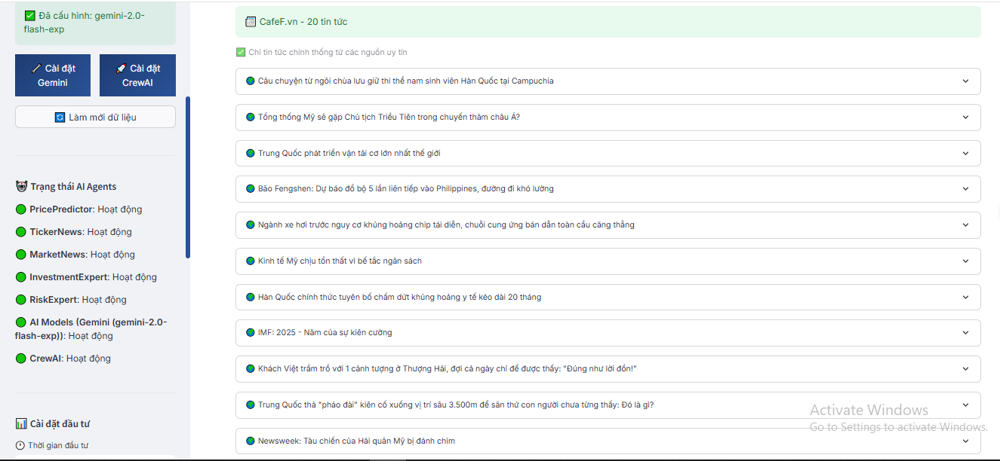 Đã cấu hình: gemini-2.0-
flash-exp
Cài đặt
Gemini
Cài đặt
CrewAI
Làm mới dữ liệu
Trạng thái AI Agents
PricePredictor: Hoạt động
TickerNews: Hoạt động
MarketNews: Hoạt động
InvestmentExpert: Hoạt động
RiskExpert: Hoạt động
AI Models (Gemini (gemini-2.0-
flash-exp)): Hoạt động
CrewAI: Hoạt động
Cài đặt đầu tư
Thời gian đầu tư
CafeF.vn - 20 tin tức
Chỉ tin tức chính thống từ các nguồn uy tín
Câu chuyện từ ngôi chùa lưu giữ thi thể nam sinh viên Hàn Quốc tại Campuchia
Tổng thống Mỹ sẽ gặp Chủ tịch Triều Tiên trong chuyến thăm châu Á?
Trung Quốc phát triển vận tải cơ lớn nhất thế giới
Bão Fengshen: Dự báo đổ bộ 5 lần liên tiếp vào Philippines, đường đi khó lường
Ngành xe hơi trước nguy cơ khủng hoảng chip tái diễn, chuỗi cung ứng bán dẫn toàn cầu căng thẳng
Kinh tế Mỹ chịu tổn thất vì bế tắc ngân sách
Hàn Quốc chính thức tuyên bố chấm dứt khủng hoảng y tế kéo dài 20 tháng
IMF: 2025 - Năm của sự kiên cường
Khách Việt trầm trồ với 1 cảnh tượng ở Thượng Hải, đợi cả ngày chỉ để được thấy: "Đúng như lời đồn!"
Trung Quốc thả "pháo đài" kiên cố xuống vị trí sâu 3.500m để săn thứ con người chưa từng thấy: Đó là gì?
Newsweek: Tàu chiến của Hải quân Mỹ bị đánh chìm
Activate Windows
Go to Settings to activate Windows.